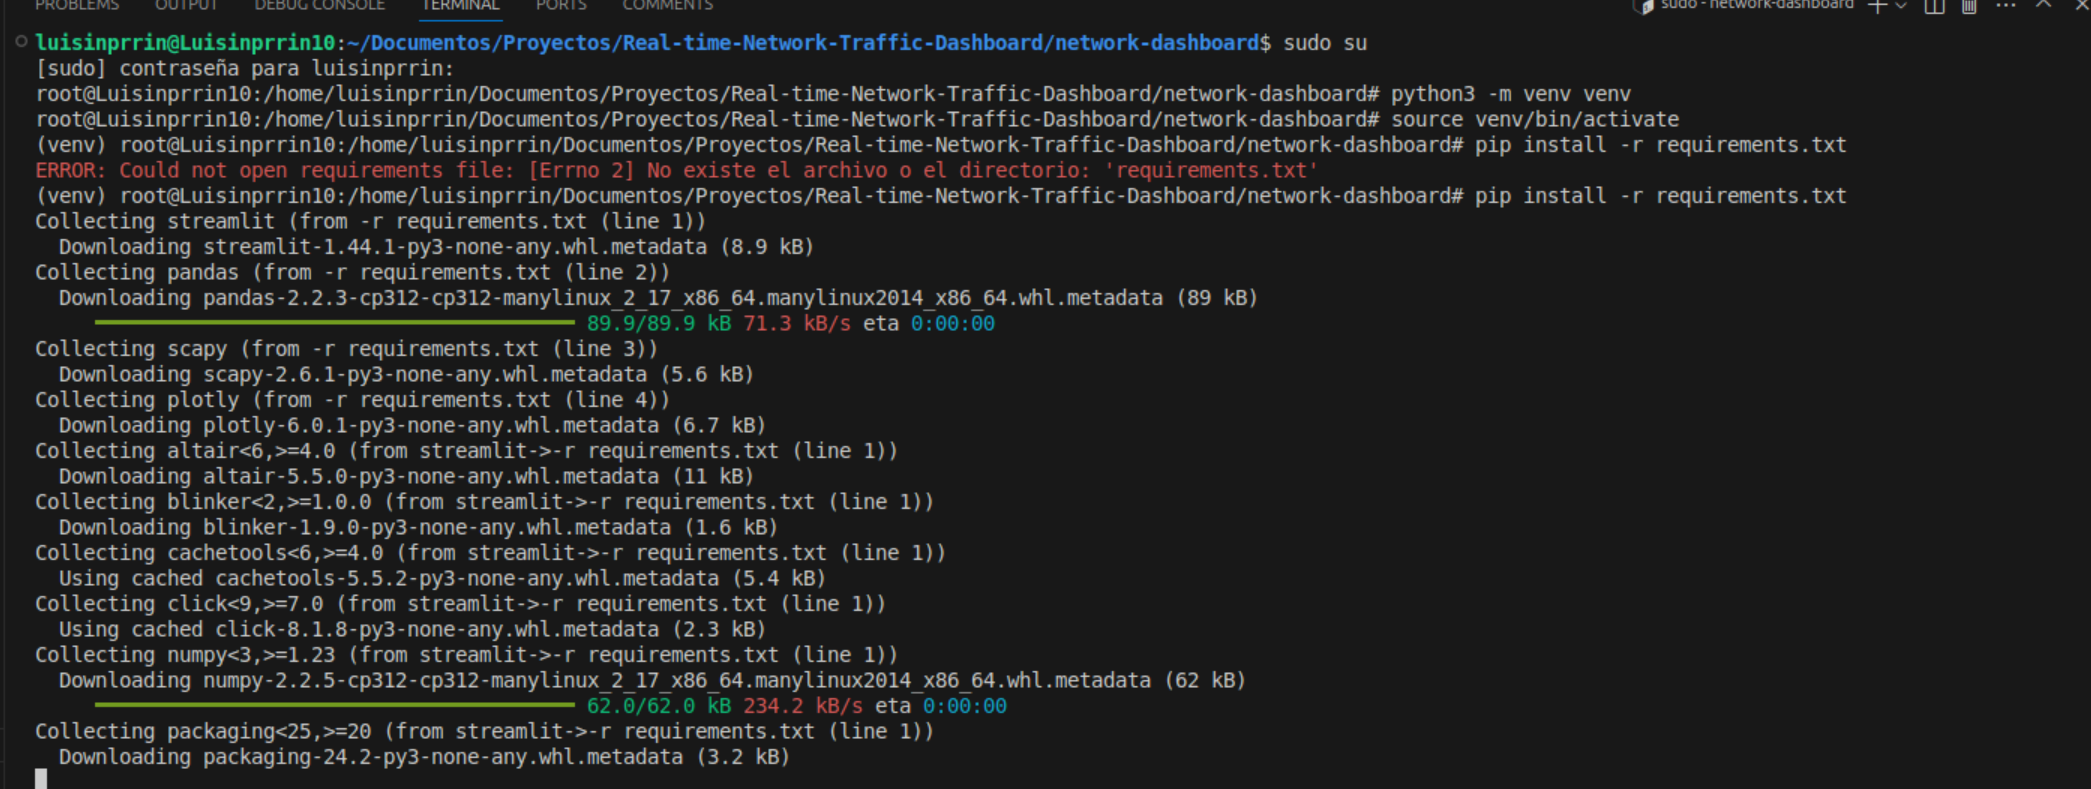 PROBLEMS OUTPUT DEBUG CONSOLE TERMINAL PORTS COMMENTS sudo - network-dashboard
luisinprrin@Luisinprrin10:~/Documentos/Proyectos/Real-time-Network-Traffic-Dashboard/network-dashboard$ sudo su
[sudo] contraseña para luisinprrin:
root@Luisinprrin10:/home/luisinprrin/Documentos/Proyectos/Real-time-Network-Traffic-Dashboard/network-dashboard# python3 -m venv venv
root@Luisinprrin10:/home/luisinprrin/Documentos/Proyectos/Real-time-Network-Traffic-Dashboard/network-dashboard# source venv/bin/activate
(venv) root@Luisinprrin10:/home/luisinprrin/Documentos/Proyectos/Real-time-Network-Traffic-Dashboard/network-dashboard# pip install -r requirements.txt
ERROR: Could not open requirements file: [Errno 2] No existe el archivo o el directorio: 'requirements.txt'
(venv) root@Luisinprrin10:/home/luisinprrin/Documentos/Proyectos/Real-time-Network-Traffic-Dashboard/network-dashboard# pip install -r requirements.txt
Collecting streamlit (from -r requirements.txt (line 1))
  Downloading streamlit-1.44.1-py3-none-any.whl.metadata (8.9 kB)
Collecting pandas (from -r requirements.txt (line 2))
  Downloading pandas-2.2.3-cp312-cp312-manylinux_2_17_x86_64.manylinux2014_x86_64.whl.metadata (89 kB)
89.9/89.9 kB 71.3 kB/s eta 0:00:00
Collecting scapy (from -r requirements.txt (line 3))
  Downloading scapy-2.6.1-py3-none-any.whl.metadata (5.6 kB)
Collecting plotly (from -r requirements.txt (line 4))
  Downloading plotly-6.0.1-py3-none-any.whl.metadata (6.7 kB)
Collecting altair<6,>=4.0 (from streamlit->-r requirements.txt (line 1))
  Downloading altair-5.5.0-py3-none-any.whl.metadata (11 kB)
Collecting blinker<2,>=1.0.0 (from streamlit->-r requirements.txt (line 1))
  Downloading blinker-1.9.0-py3-none-any.whl.metadata (1.6 kB)
Collecting cachetools<6,>=4.0 (from streamlit->-r requirements.txt (line 1))
  Using cached cachetools-5.5.2-py3-none-any.whl.metadata (5.4 kB)
Collecting click<9,>=7.0 (from streamlit->-r requirements.txt (line 1))
  Using cached click-8.1.8-py3-none-any.whl.metadata (2.3 kB)
Collecting numpy<3,>=1.23 (from streamlit->-r requirements.txt (line 1))
  Downloading numpy-2.2.5-cp312-cp312-manylinux_2_17_x86_64.manylinux2014_x86_64.whl.metadata (62 kB)
62.0/62.0 kB 234.2 kB/s eta 0:00:00
Collecting packaging<25,>=20 (from streamlit->-r requirements.txt (line 1))
  Downloading packaging-24.2-py3-none-any.whl.metadata (3.2 kB)